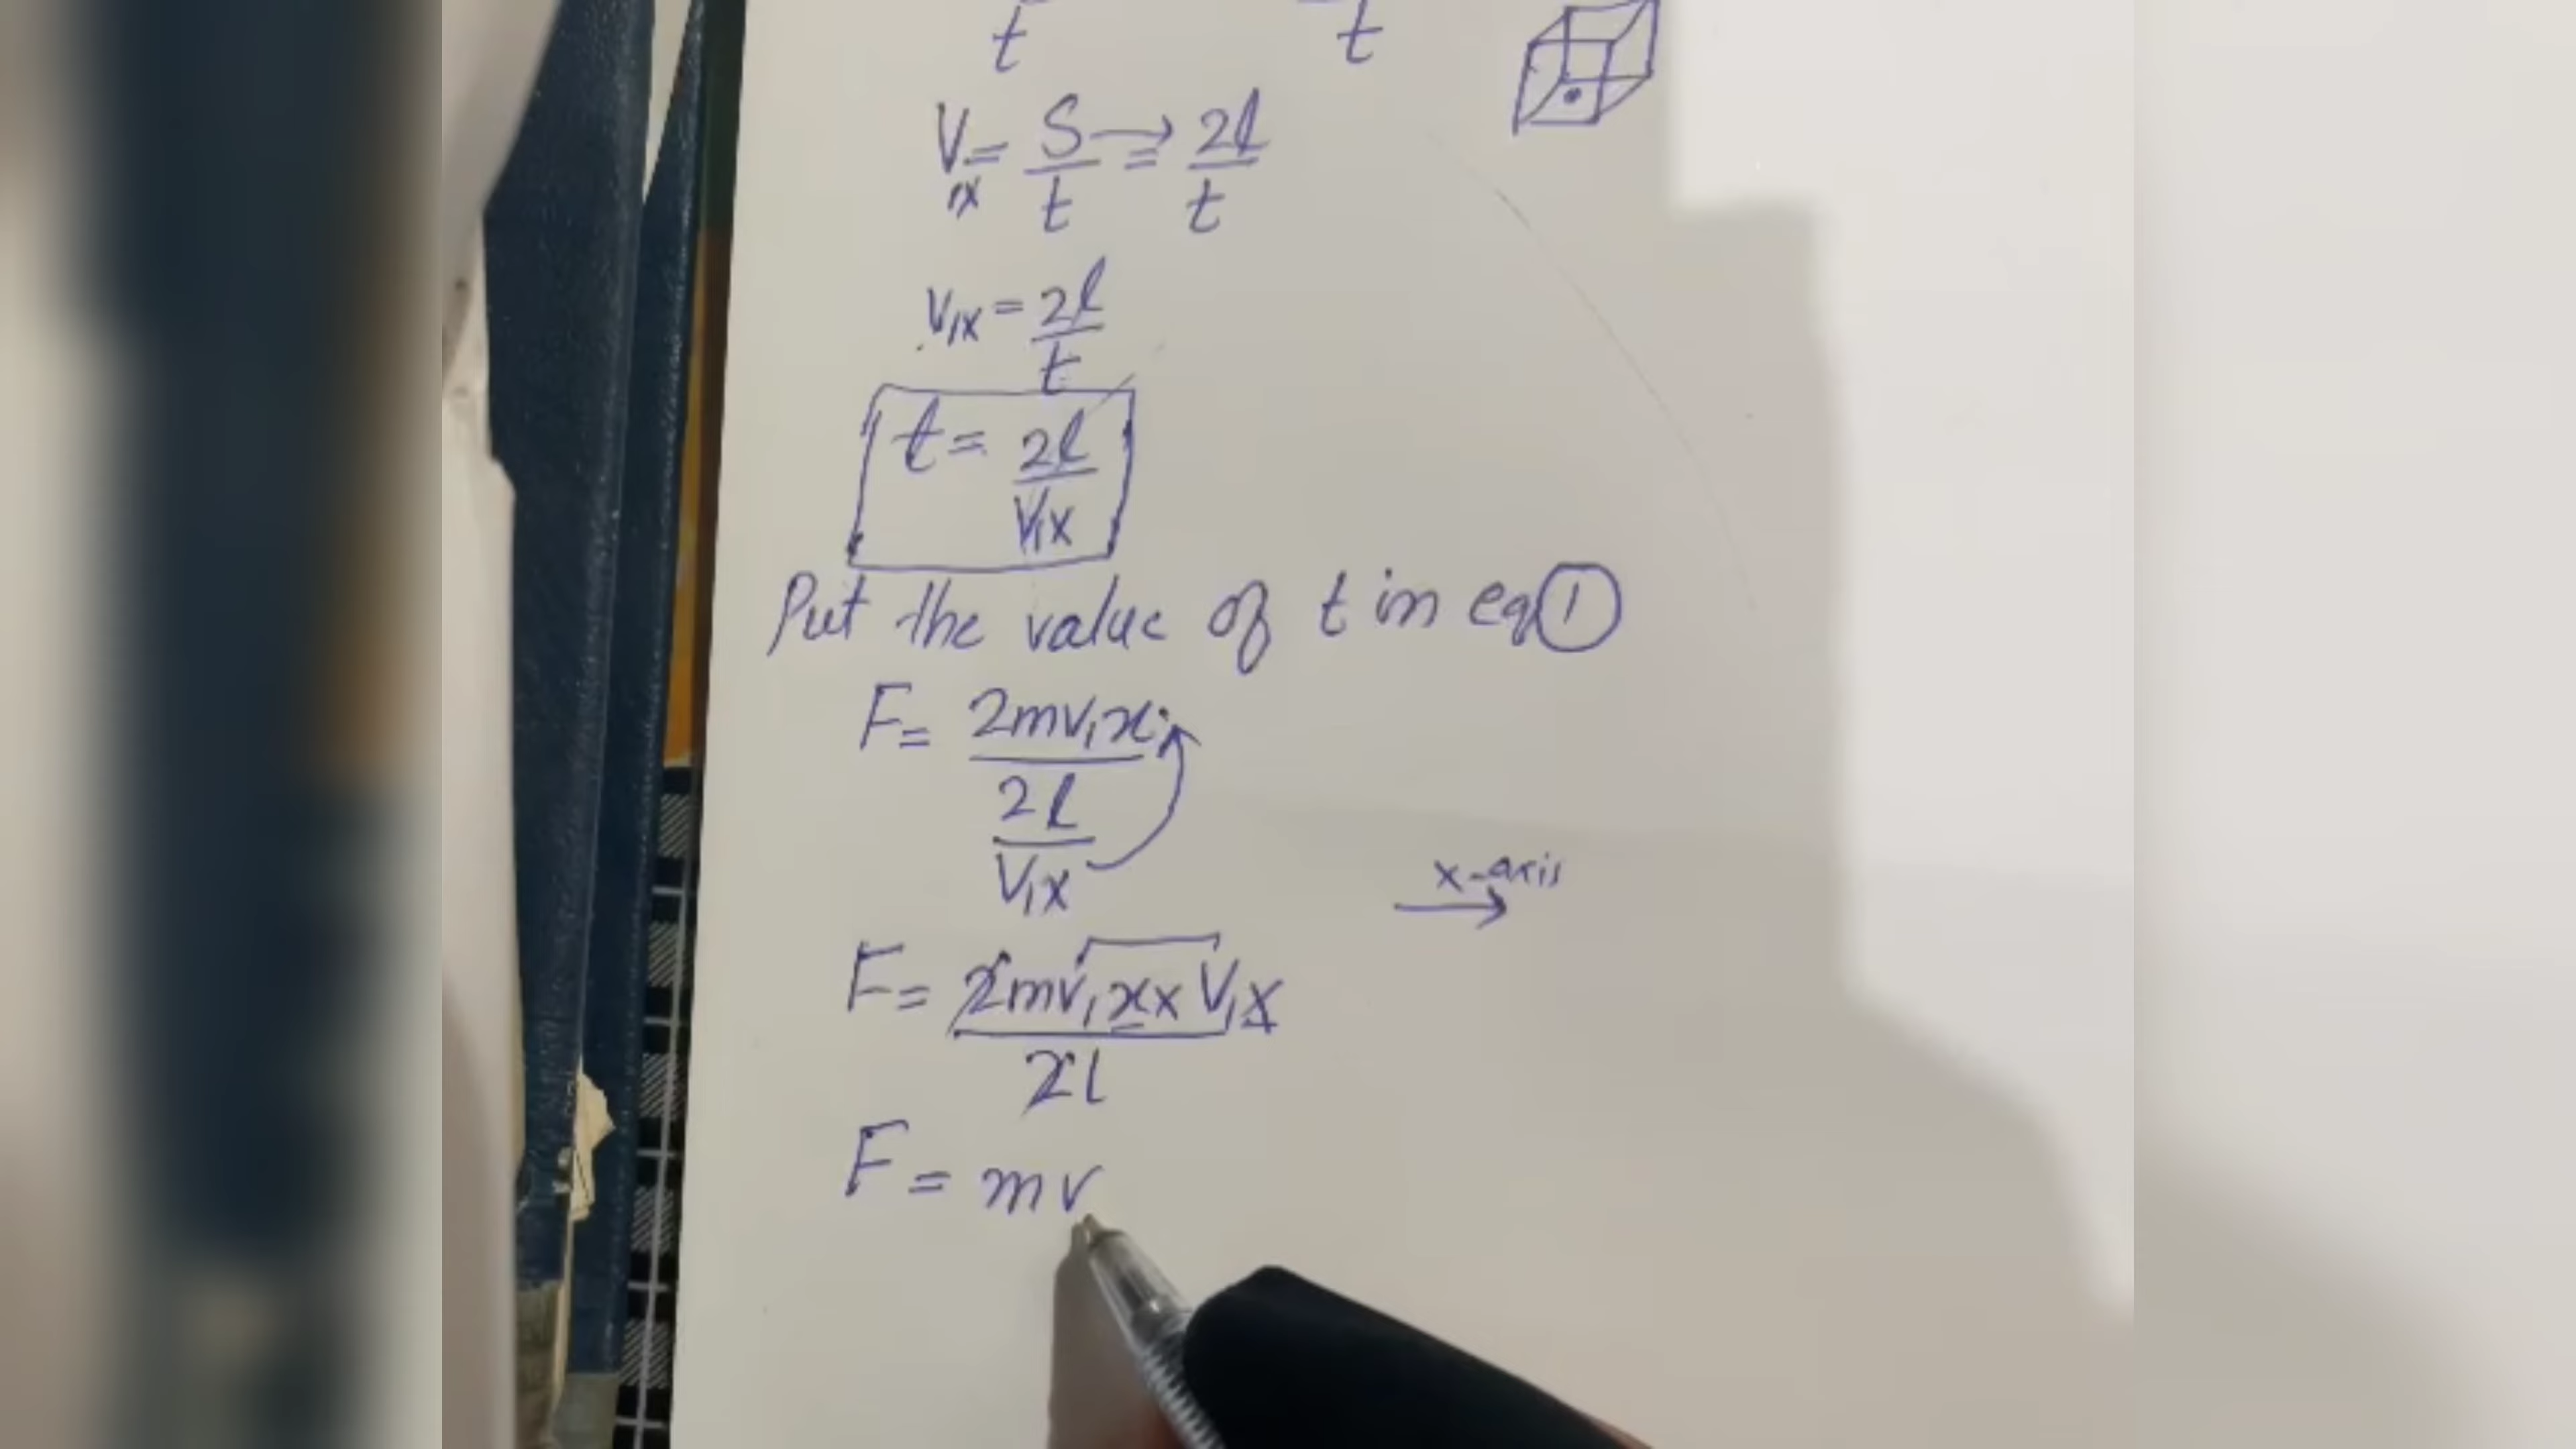 t t
V₁x = S/t → = 2l/t
V₁x = 2l/t
t = 2l/V₁x
Put the value of t in eq ①
F = 2mv₁x/(2l/V₁x)
x-axis
F = 2mv₁x x V₁x/2l
F = mv